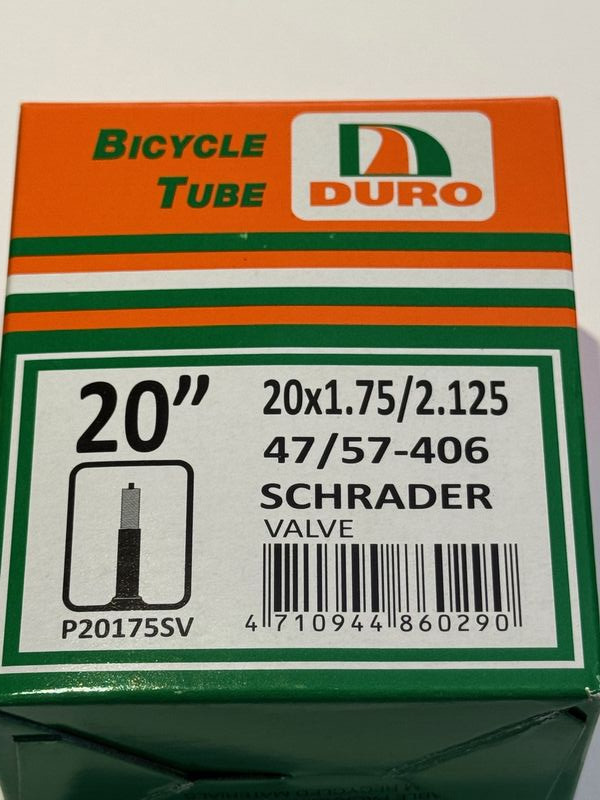 BICYCLE
TUBE
DURO
20”
20x1.75/2.125
47/57-406
SCHRADER
VALVE
P20175SV
4 710944 860290